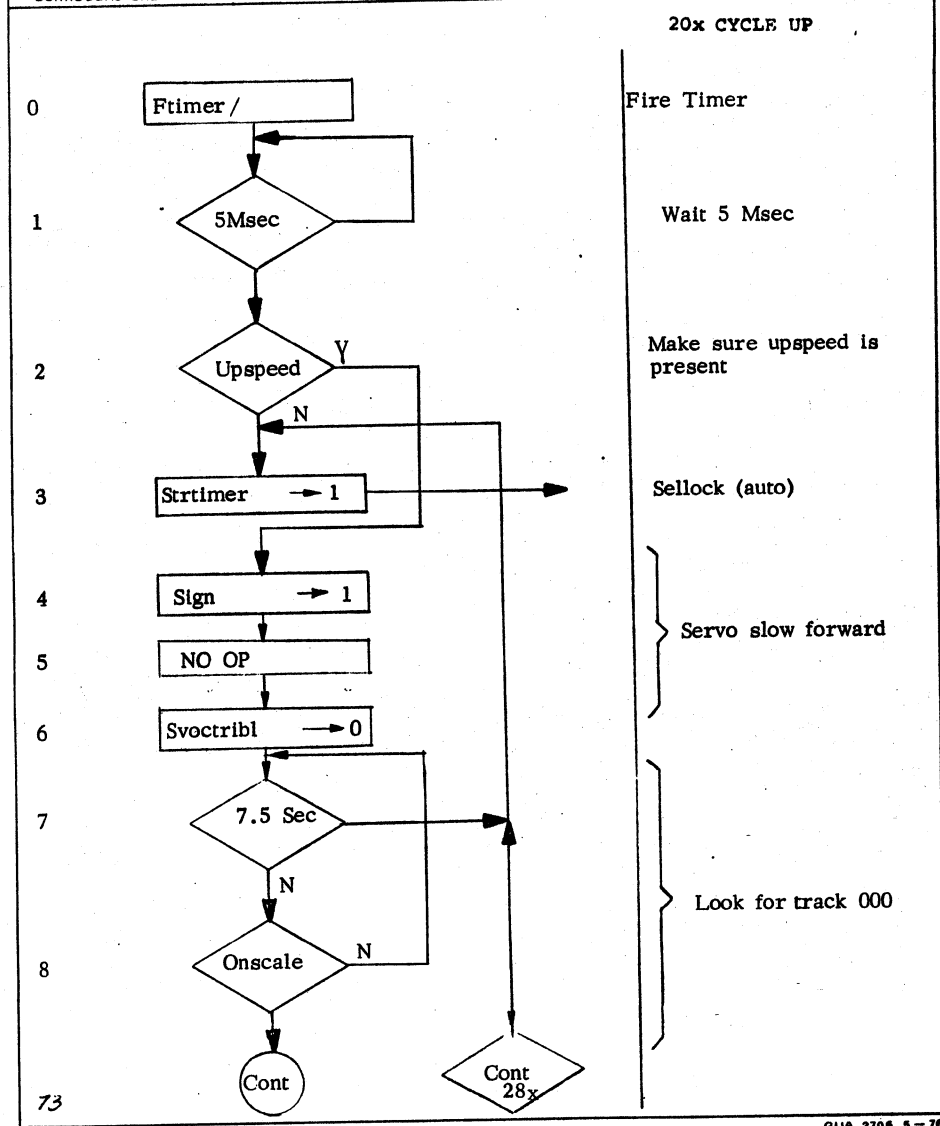 20x CYCLE UP
0 Ftimer / Fire Timer
1 5Msec Wait 5 Msec
2 Upspeed Y Make sure upspeed is
present
N
3 Strtimer → 1 Sellock (auto)
4 Sign → 1
Servo slow forward
5 NO OP
6 Svoctribl → 0
7 7.5 Sec
N
Look for track 000
8 Onscale N
Cont
Cont
28x
73